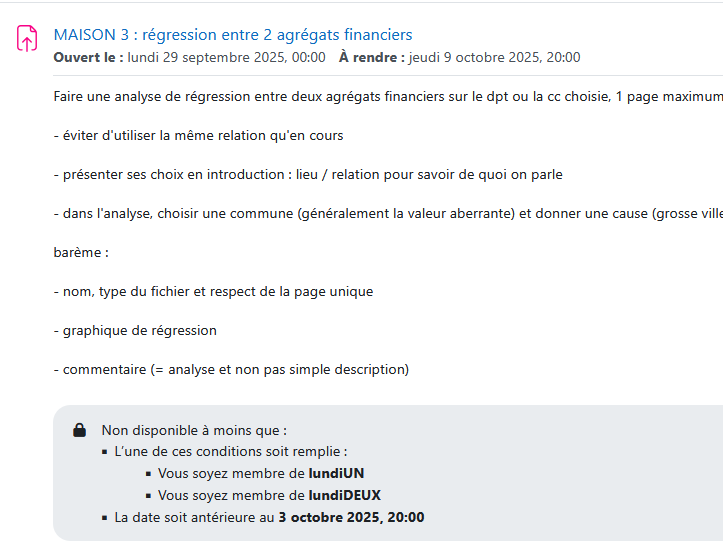 MAISON 3 : régression entre 2 agrégats financiers
Ouvert le : lundi 29 septembre 2025, 00:00 À rendre : jeudi 9 octobre 2025, 20:00
Faire une analyse de régression entre deux agrégats financiers sur le dpt ou la cc choisie, 1 page maximum
- éviter d'utiliser la même relation qu'en cours
- présenter ses choix en introduction : lieu / relation pour savoir de quoi on parle
- dans l'analyse, choisir une commune (généralement la valeur aberrante) et donner une cause (grosse ville
barème :
- nom, type du fichier et respect de la page unique
- graphique de régression
- commentaire (= analyse et non pas simple description)
Non disponible à moins que :
▪ L'une de ces conditions soit remplie :
▪ Vous soyez membre de lundiUN
▪ Vous soyez membre de lundiDEUX
▪ La date soit antérieure au 3 octobre 2025, 20:00